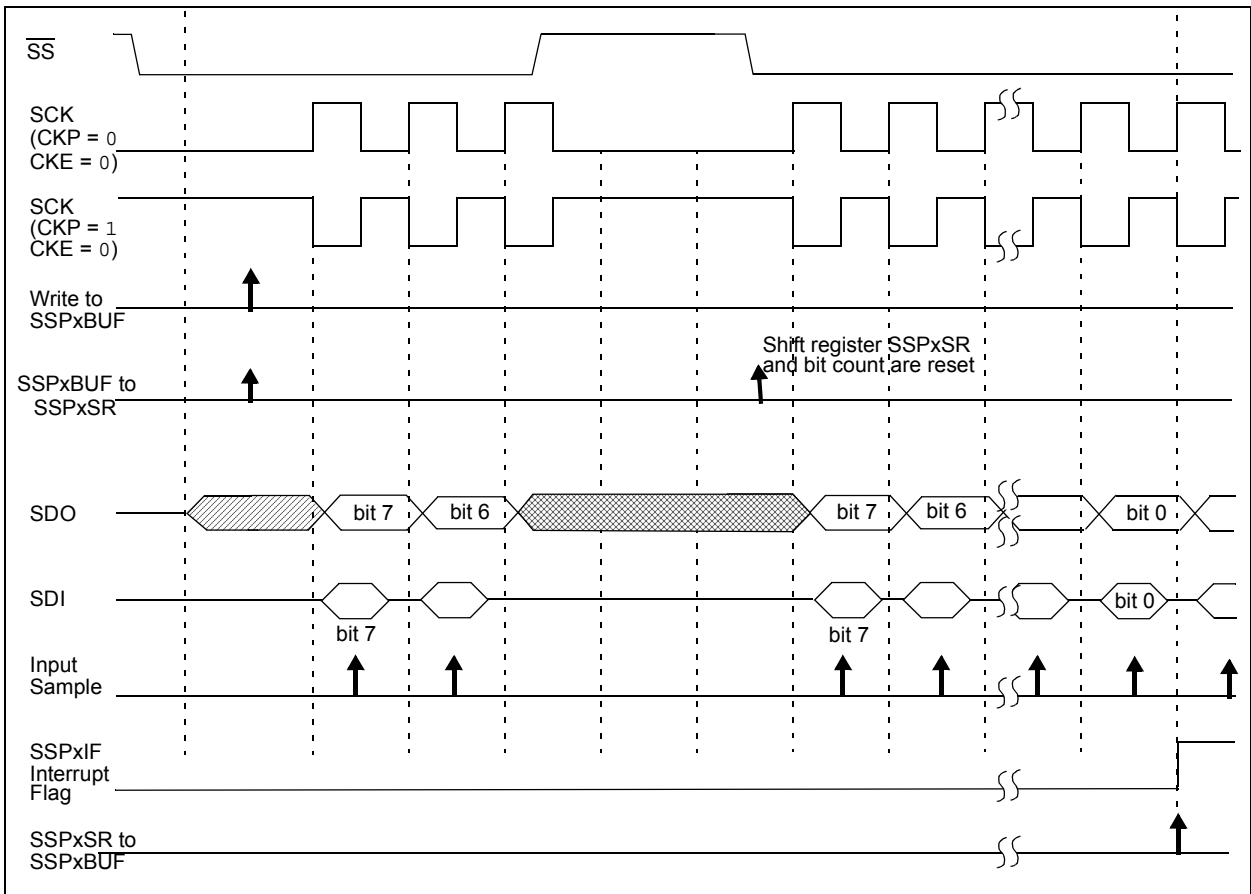 SS
SCK
(CKP = 0
CKE = 0)
SCK
(CKP = 1
CKE = 0)
Write to
SSPxBUF
Shift register SSPxSR
and bit count are reset
SSPxBUF to
SSPxSR
SDO
bit 7
bit 6
bit 7
bit 6
bit 0
SDI
bit 0
bit 7
bit 7
Input
Sample
SSPxIF
Interrupt
Flag
SSPxSR to
SSPxBUF